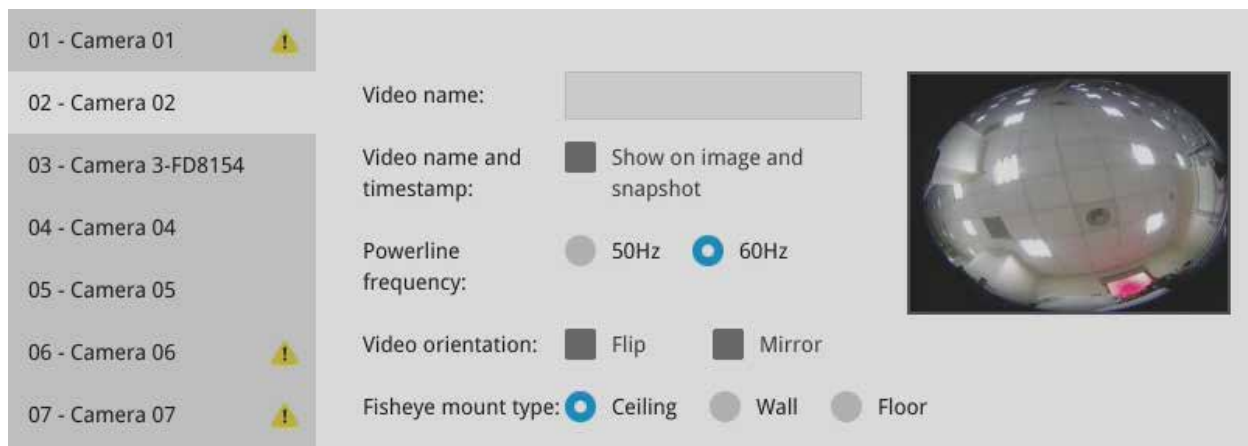 01 - Camera 01
02 - Camera 02
03 - Camera 3-FD8154
04 - Camera 04
05 - Camera 05
06 - Camera 06
07 - Camera 07
Video name:
Video name and
timestamp:
Show on image and
snapshot
Powerline
frequency:
50Hz
60Hz
Video orientation:
Flip
Mirror
Fisheye mount type:
Ceiling
Wall
Floor